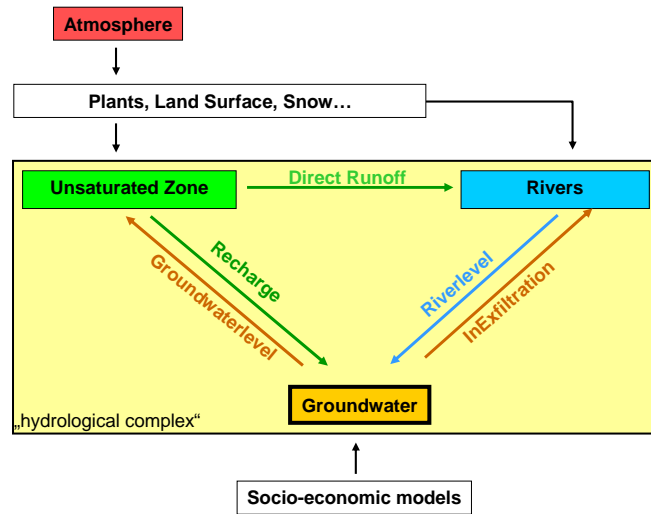 Atmosphere
Plants, Land Surface, Snow…
Unsaturated Zone
Direct Runoff
Rivers
Recharge
Groundwaterlevel
Riverlevel
InExfiltration
Groundwater
„hydrological complex“
Socio-economic models